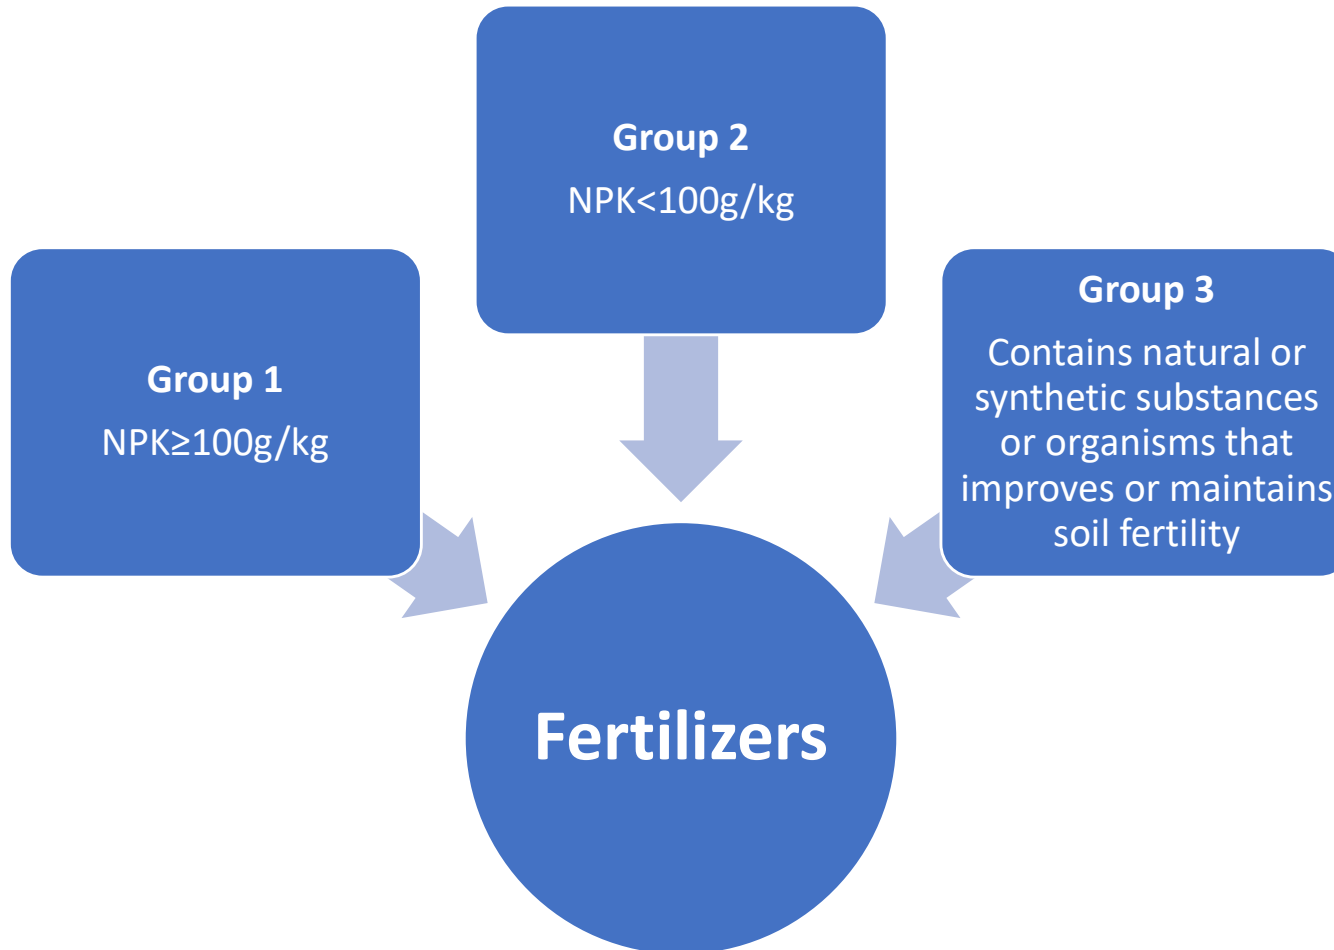 Group 1
NPK≥100g/kg
Group 2
NPK<100g/kg
Group 3
Contains natural or
synthetic substances
or organisms that
improves or maintains
soil fertility
Fertilizers